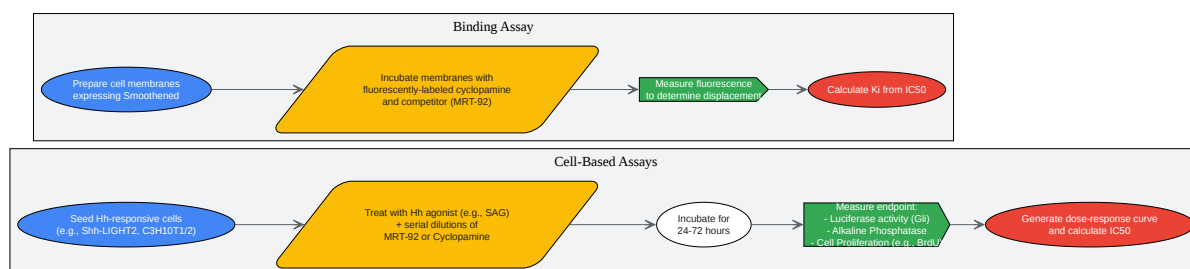 Binding Assay
Prepare cell membranes
expressing Smoothened
Incubate membranes with
fluorescently-labeled cyclopamine
and competitor (MRT-92)
Measure fluorescence
to determine displacement
Calculate Ki from IC50
Cell-Based Assays
Seed Hh-responsive cells
(e.g., Shh-LIGHT2, C3H10T1/2)
Treat with Hh agonist (e.g., SAG)
+ serial dilutions of
MRT-92 or Cyclopamine
Incubate for
24-72 hours
Measure endpoint:
- Luciferase activity (Gli)
- Alkaline Phosphatase
- Cell Proliferation (e.g., BrdU
Generate dose-response curve
and calculate IC50